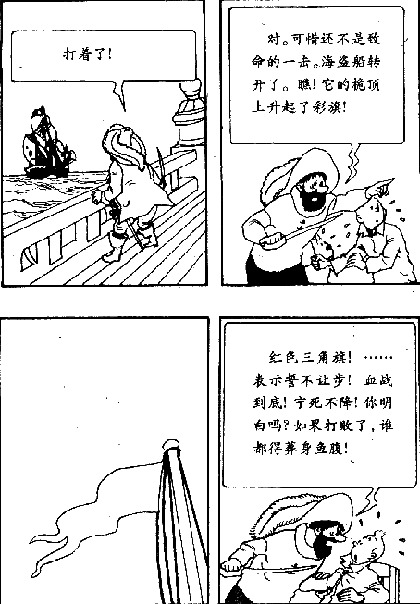 打着了!
对。可惜还不是致
命的一击。海盗船转
开了。瞧!它的桅顶
上升起了彩旗!
红色三角旗!……
表示誓不让步!血战
到底!宁死不降!你明
白吗?如果打败了,谁
都得葬身鱼腹!